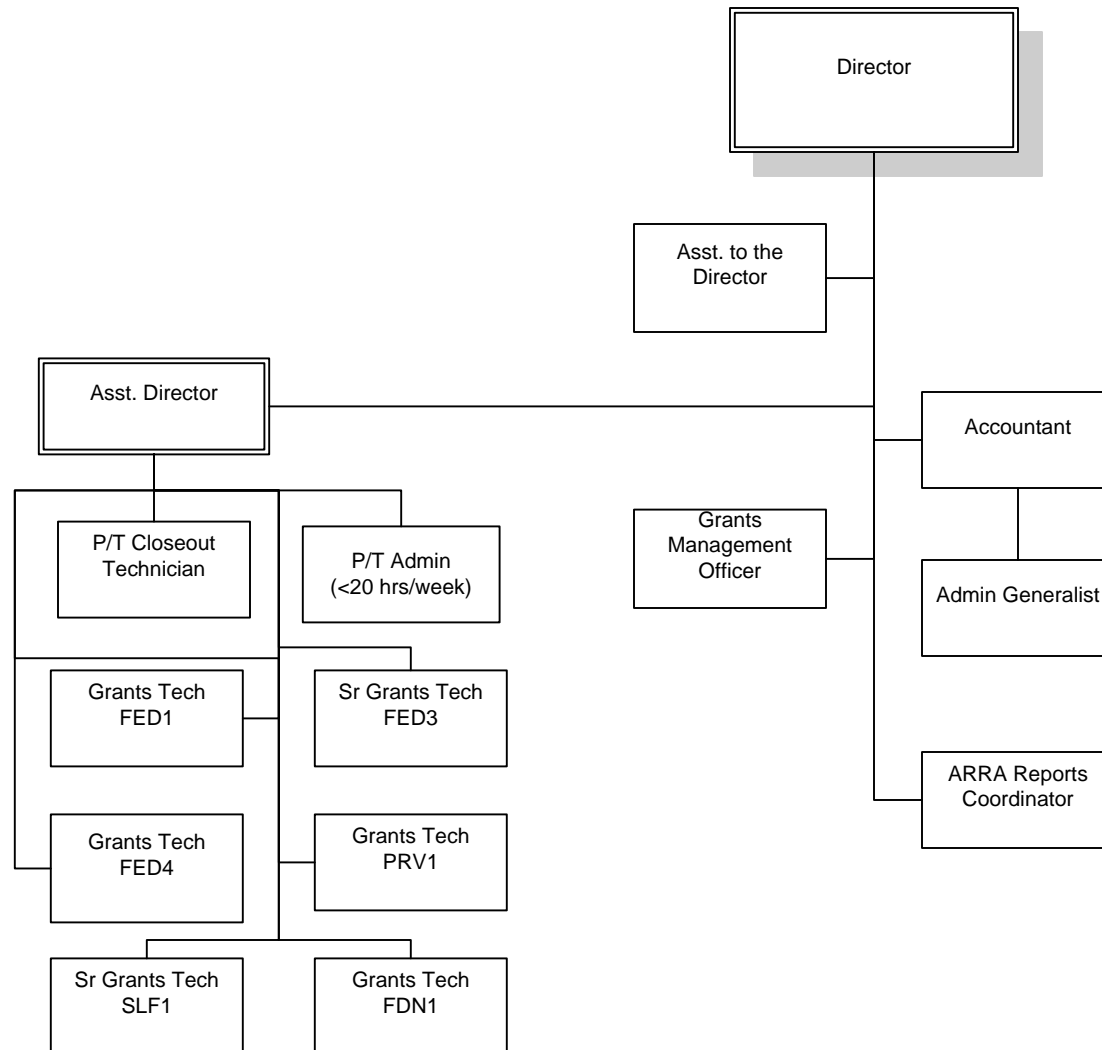 Director
Asst. to the
Director
Asst. Director
Accountant
Grants
Management
Officer
P/T Closeout
Technician
P/T Admin
(<20 hrs/week)
Admin Generalist
Grants Tech
FED1
Sr Grants Tech
FED3
ARRA Reports
Coordinator
Grants Tech
FED4
Grants Tech
PRV1
Sr Grants Tech
SLF1
Grants Tech
FDN1